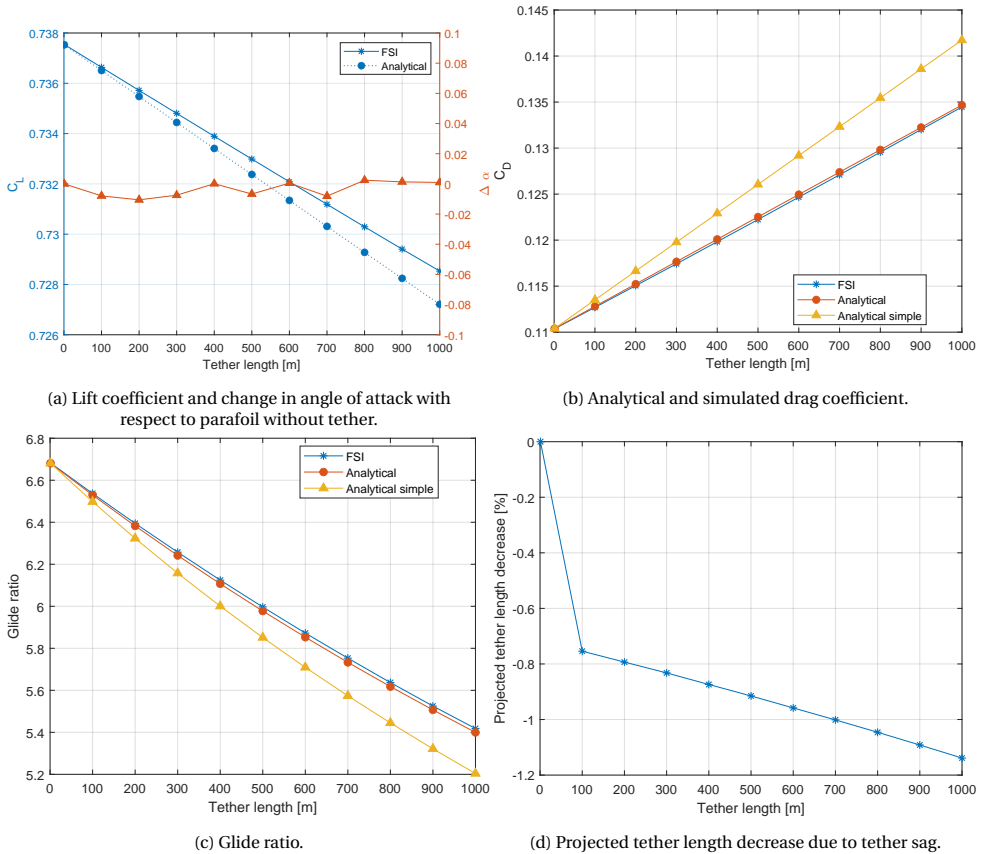 0.738
0.736
0.734
0.732
0.73
0.728
0.726
C_L
0.1
0.08
0.06
0.04
0.02
0
-0.02
-0.04
-0.06
-0.08
-0.1
Δ α
FSI
Analytical
0 100 200 300 400 500 600 700 800 900 1000
Tether length [m]
(a) Lift coefficient and change in angle of attack with
respect to parafoil without tether.
0.145
0.14
0.135
0.13
0.125
0.12
0.115
0.11
C_D
FSI
Analytical
Analytical simple
0 100 200 300 400 500 600 700 800 900 1000
Tether length [m]
(b) Analytical and simulated drag coefficient.
6.8
6.6
6.4
6.2
6
5.8
5.6
5.4
5.2
Glide ratio
FSI
Analytical
Analytical simple
0 100 200 300 400 500 600 700 800 900 1000
Tether length [m]
(c) Glide ratio.
0
-0.2
-0.4
-0.6
-0.8
-1
-1.2
Projected tether length decrease [%]
0 100 200 300 400 500 600 700 800 900 1000
Tether length [m]
(d) Projected tether length decrease due to tether sag.